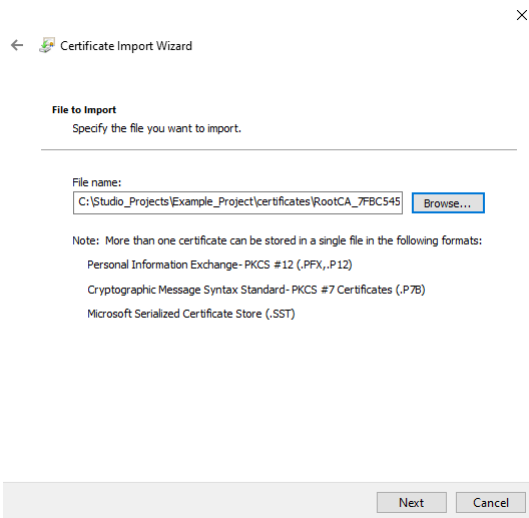 Certificate Import Wizard
File to Import
Specify the file you want to import.
File name:
C:\Studio_Projects\Example_Project\certificates\RootCA_7FBC545
Browse...
Note: More than one certificate can be stored in a single file in the following formats:
Personal Information Exchange- PKCS #12 (.PFX,.P12)
Cryptographic Message Syntax Standard- PKCS #7 Certificates (.P7B)
Microsoft Serialized Certificate Store (.SST)
Next
Cancel